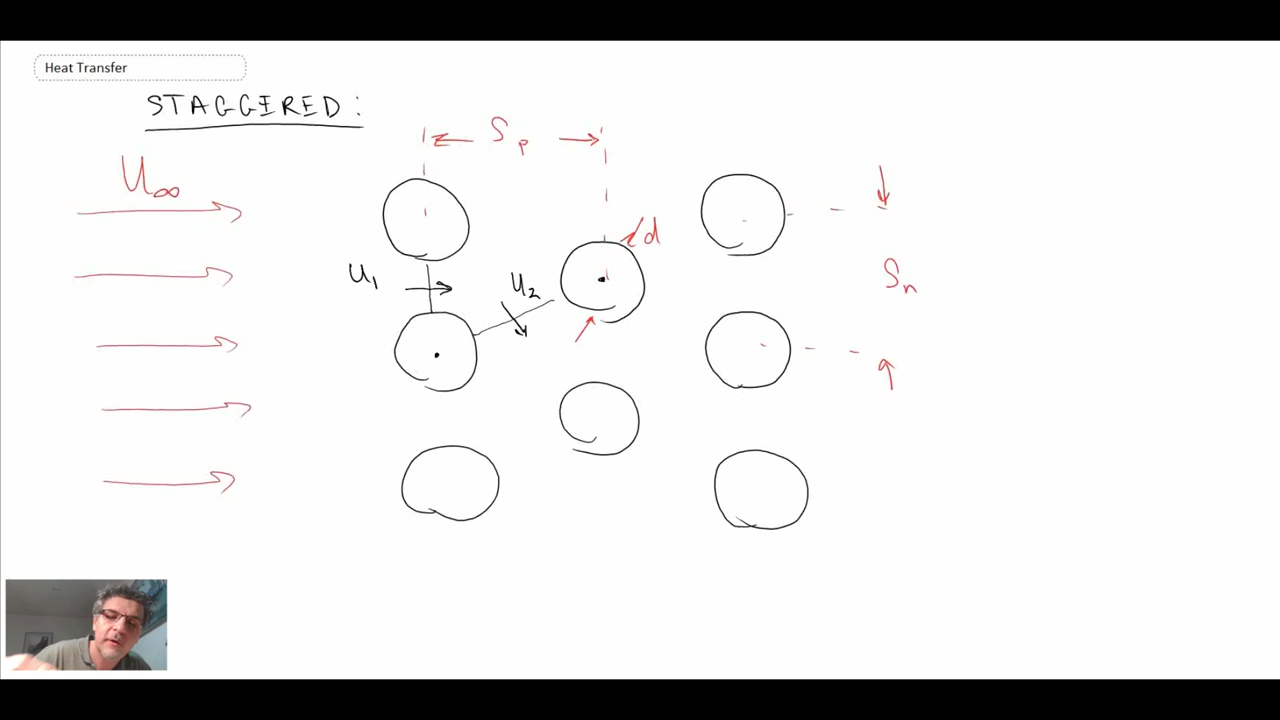 Heat Transfer
STAGGERED:
Sp
U∞
d
U1
U2
Sn